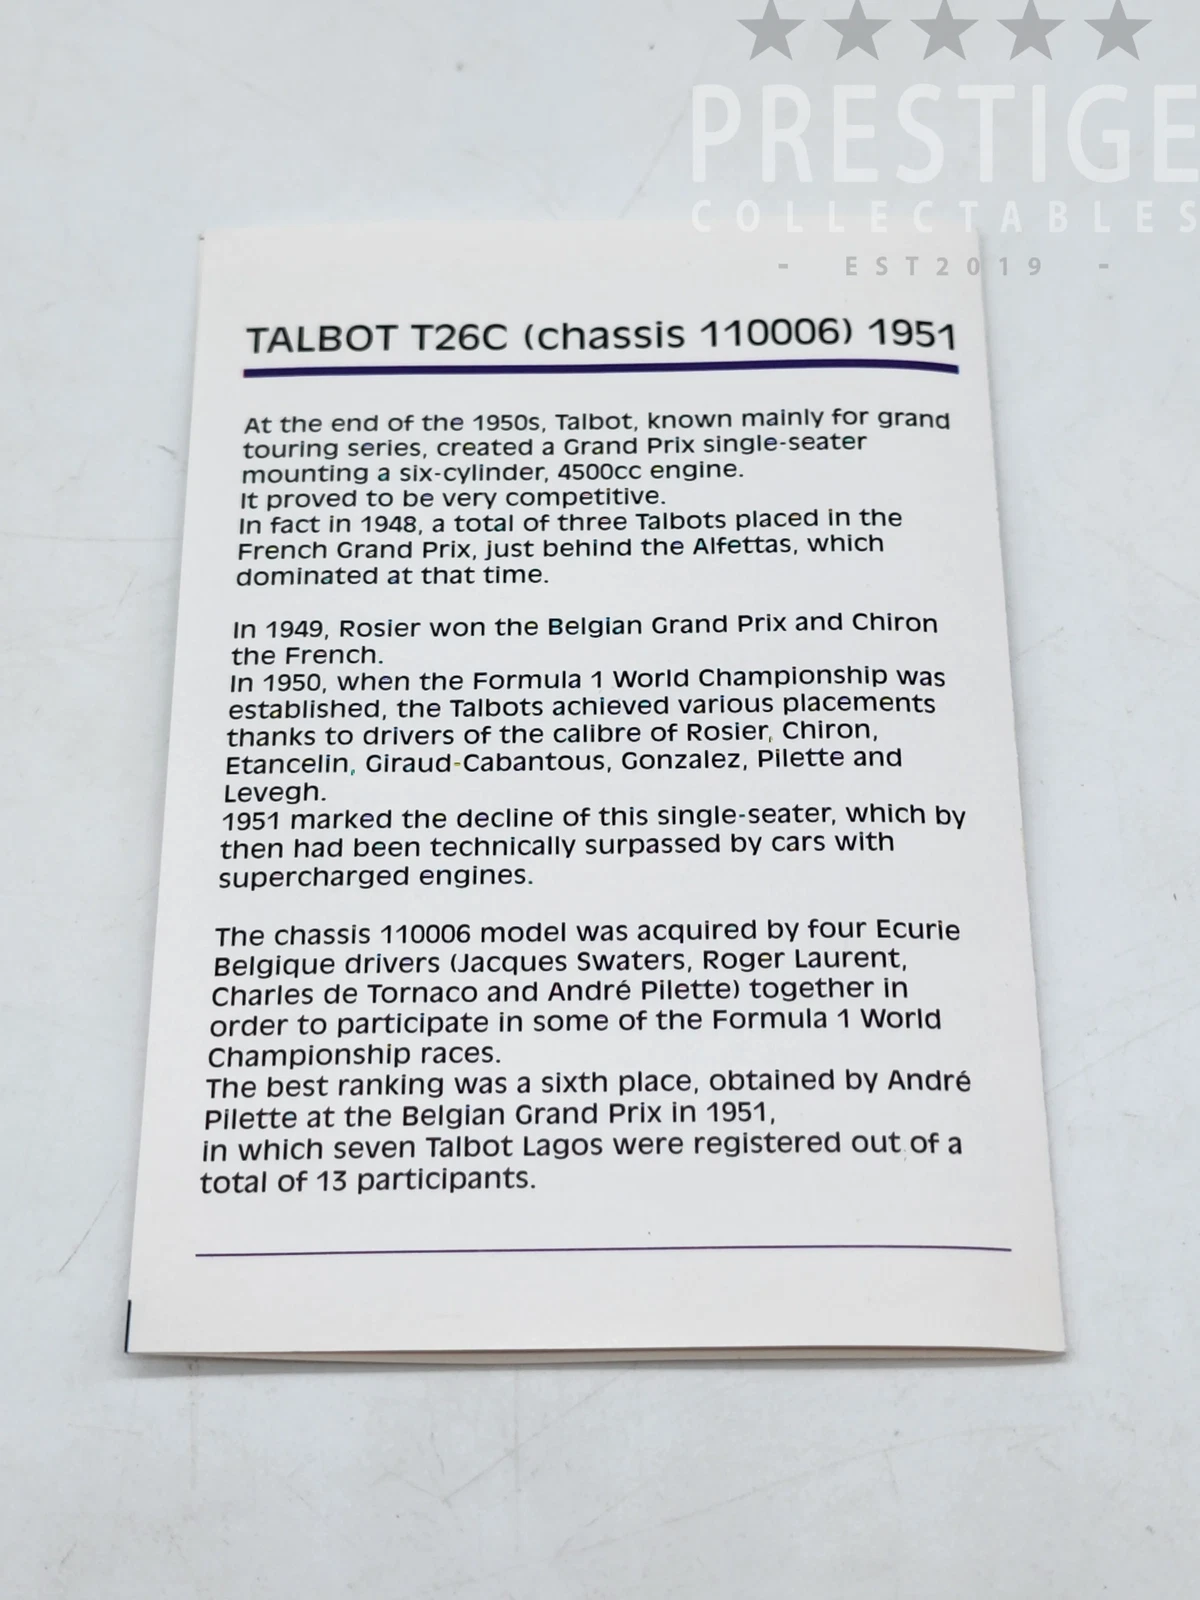 PRESTIGE
COLLECTABLES
- EST2019 -
TALBOT T26C (chassis 110006) 1951
At the end of the 1950s, Talbot, known mainly for grand
touring series, created a Grand Prix single-seater
mounting a six-cylinder, 4500cc engine.
It proved to be very competitive.
In fact in 1948, a total of three Talbots placed in the
French Grand Prix, just behind the Alfettas, which
dominated at that time.
In 1949, Rosier won the Belgian Grand Prix and Chiron
the French.
In 1950, when the Formula 1 World Championship was
established, the Talbots achieved various placements
thanks to drivers of the calibre of Rosier, Chiron,
Etancelin, Giraud-Cabantous, Gonzalez, Pilette and
Levegh.
1951 marked the decline of this single-seater, which by
then had been technically surpassed by cars with
supercharged engines.
The chassis 110006 model was acquired by four Ecurie
Belgique drivers (Jacques Swaters, Roger Laurent,
Charles de Tornaco and André Pilette) together in
order to participate in some of the Formula 1 World
Championship races.
The best ranking was a sixth place, obtained by André
Pilette at the Belgian Grand Prix in 1951,
in which seven Talbot Lagos were registered out of a
total of 13 participants.